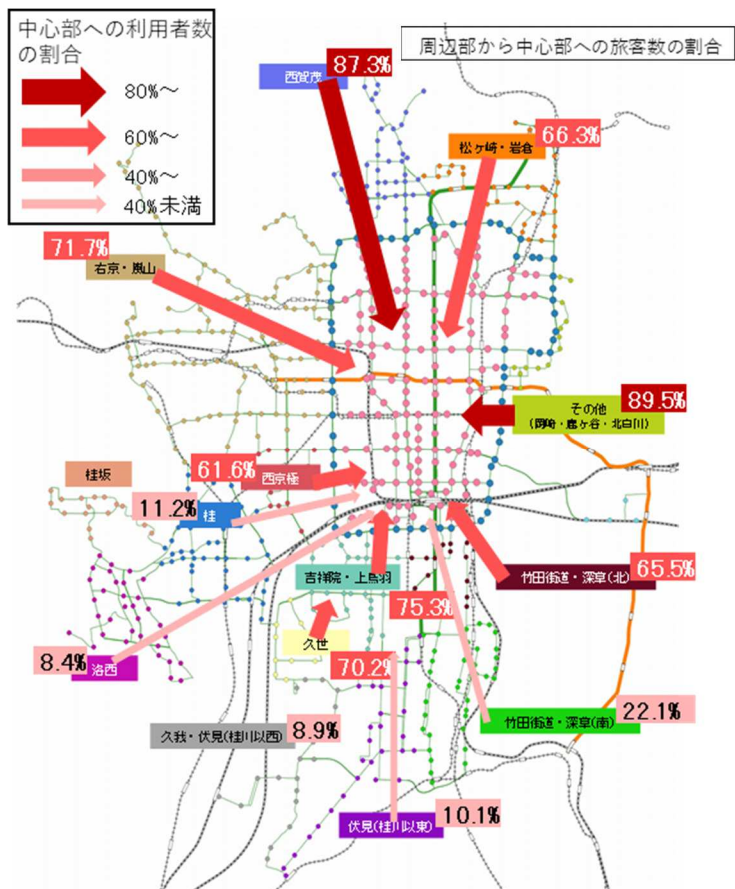 中心部への利用者数
の割合
80%～
60%～
40%～
40%未満
周辺部から中心部への旅客数の割合
87.3%
西賀茂
66.3%
松ヶ崎・岩倉
71.7%
右京・嵐山
89.5%
その他
(岡崎・鹿ヶ谷・北白川)
61.6%
西京極
桂坂
11.2%
桂
吉祥院・上鳥羽
75.3%
65.5%
竹田街道・深草(北)
久世
70.2%
8.4%
洛西
久我・伏見(桂川以西)
8.9%
22.1%
竹田街道・深草(南)
10.1%
伏見(桂川以東)